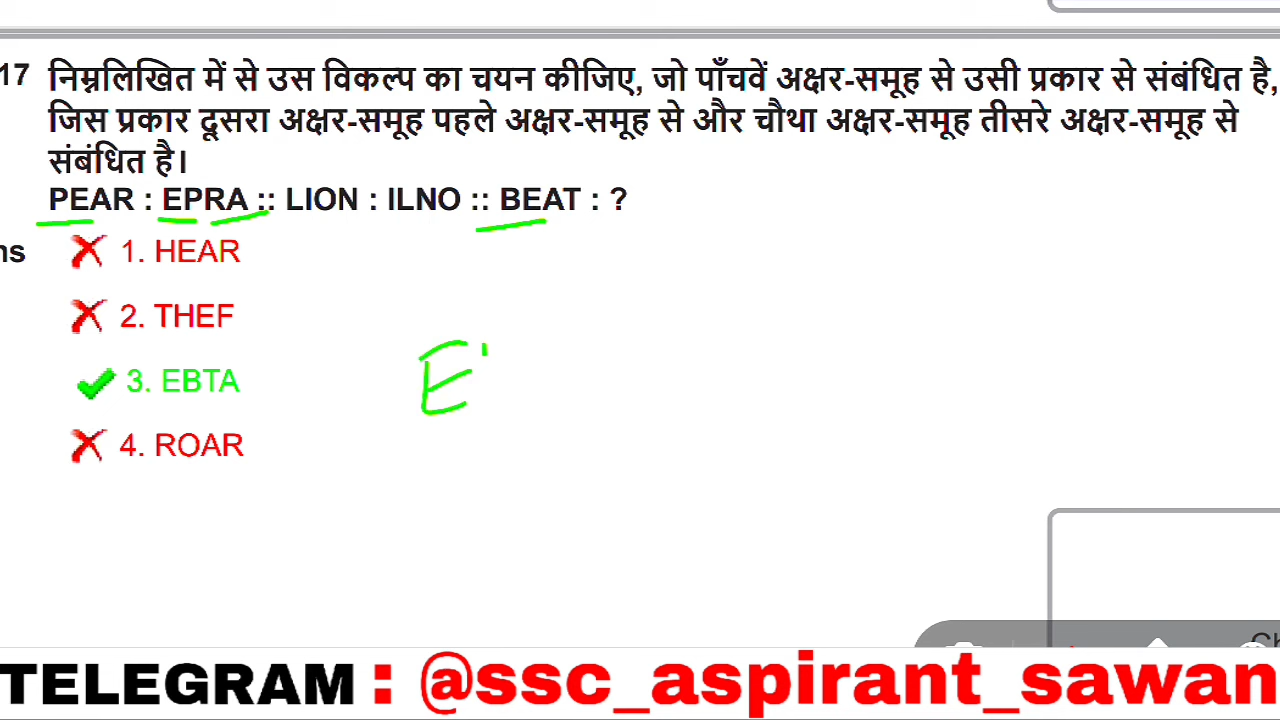 17 निम्नलिखित में से उस विकल्प का चयन कीजिए, जो पाँचवें अक्षर-समूह से उसी प्रकार से संबंधित है,
जिस प्रकार दूसरा अक्षर-समूह पहले अक्षर-समूह से और चौथा अक्षर-समूह तीसरे अक्षर-समूह से
संबंधित है।
PEAR : EPRA :: LION : ILNO :: BEAT : ?
ns 1. HEAR
2. THEF
3. EBTA
4. ROAR
E
Ch
TELEGRAM : @ssc_aspirant_sawan